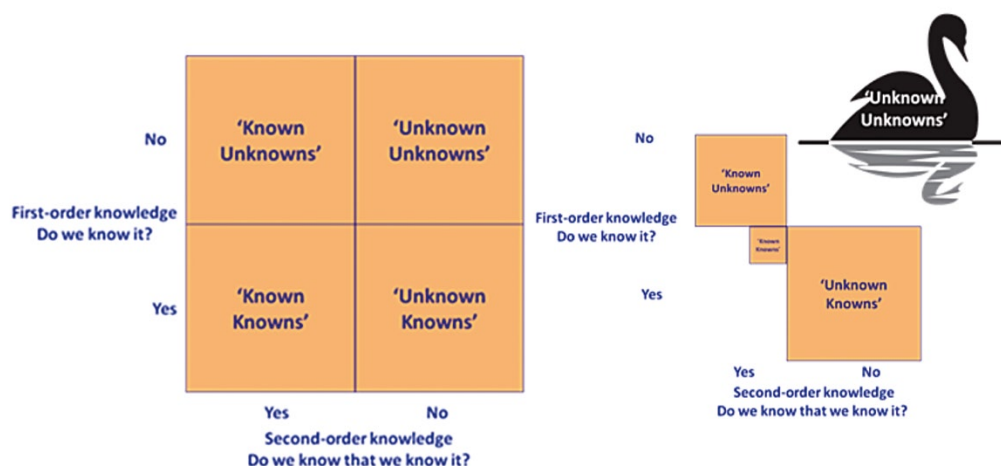 No
'Known
Unknowns'
'Unknown
Unknowns'
First-order knowledge
Do we know it?
Yes
'Known
Knowns'
'Unknown
Knowns'
Yes
No
Second-order knowledge
Do we know that we know it?
'Unknown
Unknowns'
No
'Known
Unknowns'
First-order knowledge
Do we know it?
'Known
Knowns'
Yes
'Unknown
Knowns'
Yes
No
Second-order knowledge
Do we know that we know it?